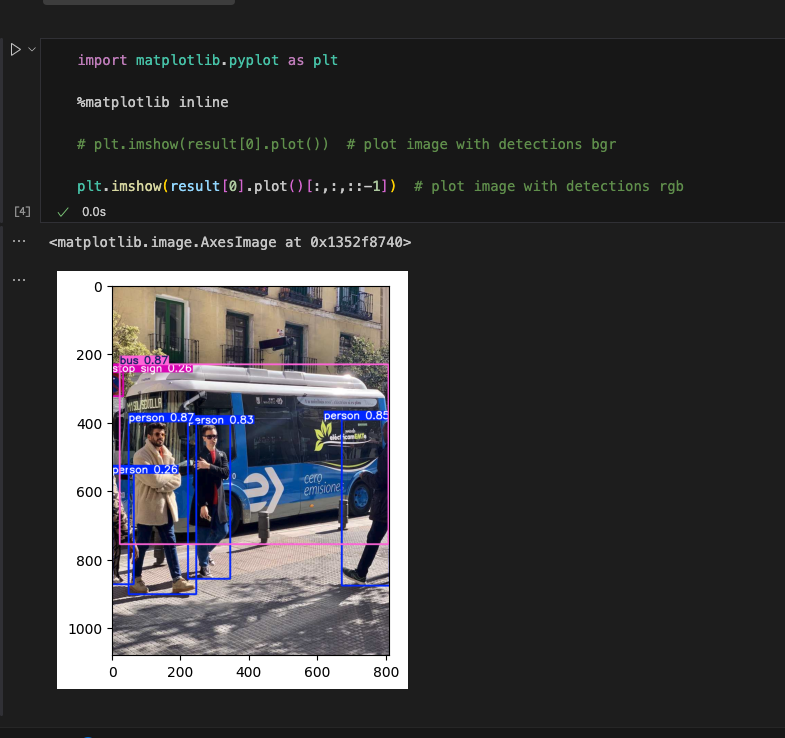 import matplotlib.pyplot as plt
%matplotlib inline
# plt.imshow(result[0].plot())  # plot image with detections bgr
plt.imshow(result[0].plot()[:,:,::-1])  # plot image with detections rgb
[4]
0.0s
...
<matplotlib.image.AxesImage at 0x1352f8740>
...
0
200
400
600
800
1000
0
200
400
600
800
bus 0.87
stop sign 0.26
person 0.87
person 0.83
person 0.85
person 0.26
cero
emisiones